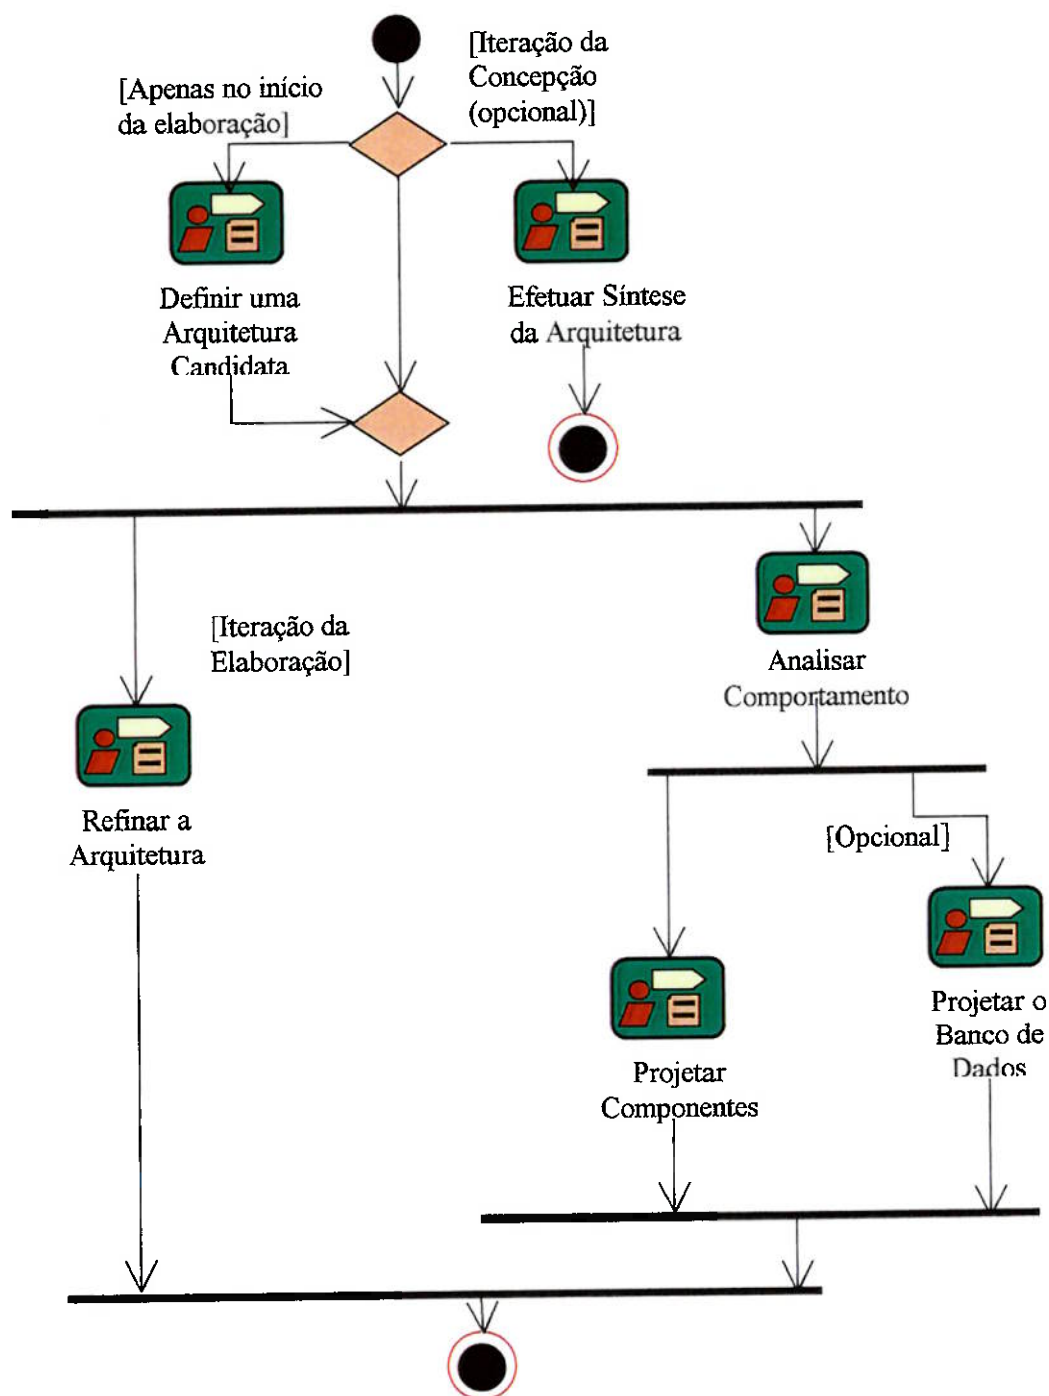 [Iteração da
Concepção
(opcional)]
[Apenas no início
da elaboração]
Definir uma
Arquitetura
Candidata
Efetuar Síntese
da Arquitetura
[Iteração da
Elaboração]
Analisar
Comportamento
Refinar a
Arquitetura
[Opcional]
Projetar o
Banco de
Dados
Projetar
Componentes